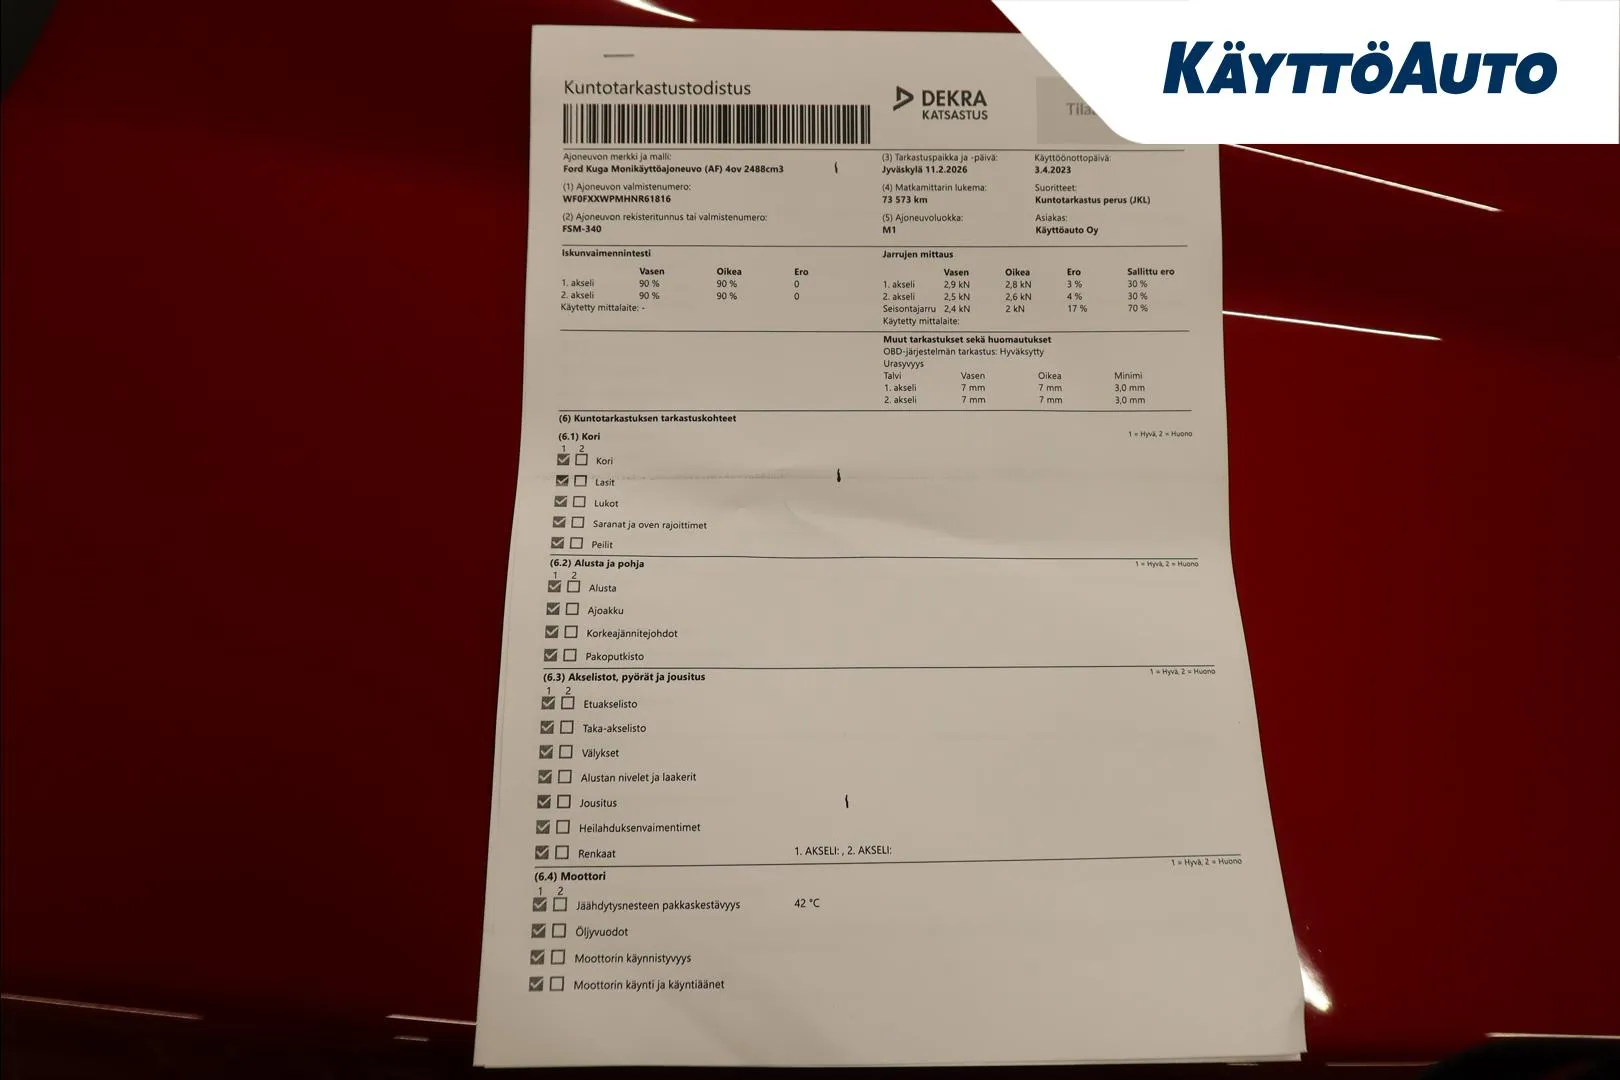 KÄYTTÖAUTO
Kuntotarkastustodistus
DEKRA
KATSASTUS
Ajoneuvon merkki ja malli:
Ford Kuga Monikäyttöajoneuvo (AF) 4ov 2488cm3
(3) Tarkastuspaikka ja -päivä:
Jyväskylä 11.2.2026
Käyttöönottopäivä:
3.4.2023
(1) Ajoneuvon valmistenumero:
WF0FXXWPMHNR61816
(4) Matkamittarin lukema:
73 573 km
Suoritteet:
Kuntotarkastus perus (JKL)
(2) Ajoneuvon rekisteritunnus tai valmistenumero:
FSM-340
(5) Ajoneuvoluokka:
M1
Asiakas:
Käyttöauto Oy
Iskunvaimennintesti
Vasen Oikea Ero
1. akseli 90 % 90 % 0
2. akseli 90 % 90 % 0
Käytetty mittalaite: -
Jarrujen mittaus
Vasen Oikea Ero Sallittu ero
1. akseli 2,9 kN 2,8 kN 3 % 30 %
2. akseli 2,5 kN 2,6 kN 4 % 30 %
Seisontajarru 2,4 kN 2 kN 17 % 70 %
Käytetty mittalaite:
Muut tarkastukset sekä huomautukset
OBD-järjestelmän tarkastus: Hyväksytty
Urasyvyys
Talvi Vasen Oikea Minimi
1. akseli 7 mm 7 mm 3,0 mm
2. akseli 7 mm 7 mm 3,0 mm
(6) Kuntotarkastuksen tarkastuskohteet
(6.1) Kori 1 = Hyvä, 2 = Huono
1 2
Kori
Lasit
Lukot
Saranat ja oven rajoittimet
Peilit
(6.2) Alusta ja pohja 1 = Hyvä, 2 = Huono
1 2
Alusta
Ajoakku
Korkeajännitejohdot
Pakoputkisto
(6.3) Akselistot, pyörät ja jousitus 1 = Hyvä, 2 = Huono
1 2
Etuakselisto
Taka-akselisto
Välykset
Alustan nivelet ja laakerit
Jousitus
Heilahduksenvaimentimet
Renkaat 1. AKSELI: , 2. AKSELI:
(6.4) Moottori 1 = Hyvä, 2 = Huono
1 2
Jäähdytysnesteen pakkaskestävyys 42 °C
Öljyvuodot
Moottorin käynnistyvyys
Moottorin käynti ja käyntiäänet